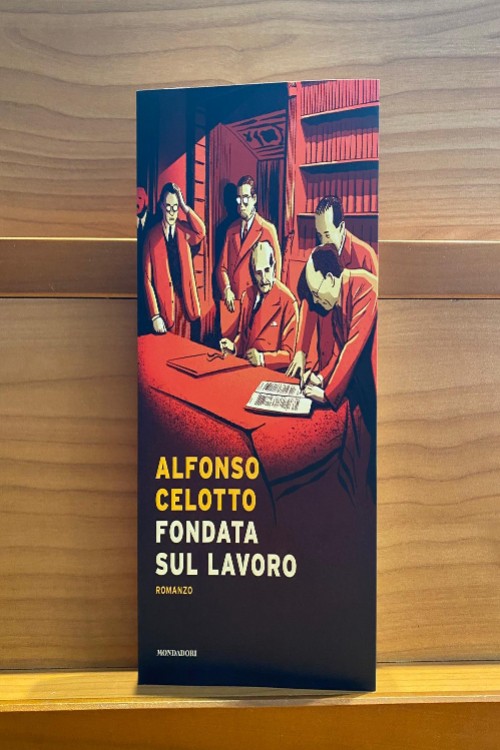 ALFONSO
CELOTTO
FONDATA
SUL LAVORO
ROMANZO
MONDADORI